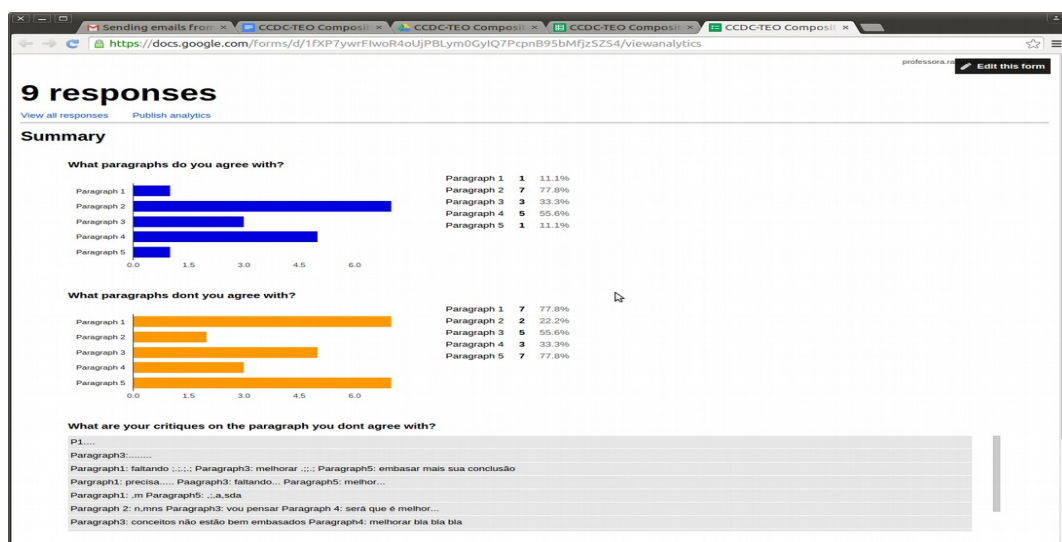 Sending emails from
CCDC-TEO Composit
CCDC-TEO Composit
CCDC-TEO Composit
CCDC-TEO Composit
https://docs.google.com/forms/d/1fXP7ywrFlwoR4oUjPBLym0GyIQ7PcpnB95bMfjzSZS4/viewanalytics
professora.ra
Edit this form
9 responses
View all responses Publish analytics
Summary
What paragraphs do you agree with?
Paragraph 1
Paragraph 2
Paragraph 3
Paragraph 4
Paragraph 5
0.0 1.5 3.0 4.5 6.0
Paragraph 1 1 11.1%
Paragraph 2 7 77.8%
Paragraph 3 3 33.3%
Paragraph 4 5 55.6%
Paragraph 5 1 11.1%
What paragraphs dont you agree with?
Paragraph 1
Paragraph 2
Paragraph 3
Paragraph 4
Paragraph 5
0.0 1.5 3.0 4.5 6.0
Paragraph 1 7 77.8%
Paragraph 2 2 22.2%
Paragraph 3 5 55.6%
Paragraph 4 3 33.3%
Paragraph 5 7 77.8%
What are your critiques on the paragraph you dont agree with?
P1....
Paragraph3:........
Paragraph1: faltando ;.;.;.; Paragraph3: melhorar .;;.; Paragraph5: embasar mais sua conclusão
Pargraph1: precisa..... Paagraph3: faltando... Paragraph5: melhor...
Paragraph1: ,m Paragraph5: ,;,a,sda
Paragraph 2: n,mns Paragraph3: vou pensar Paragraph 4: será que é melhor...
Paragraph3: conceitos não estão bem embasados Paragraph4: melhorar bla bla bla